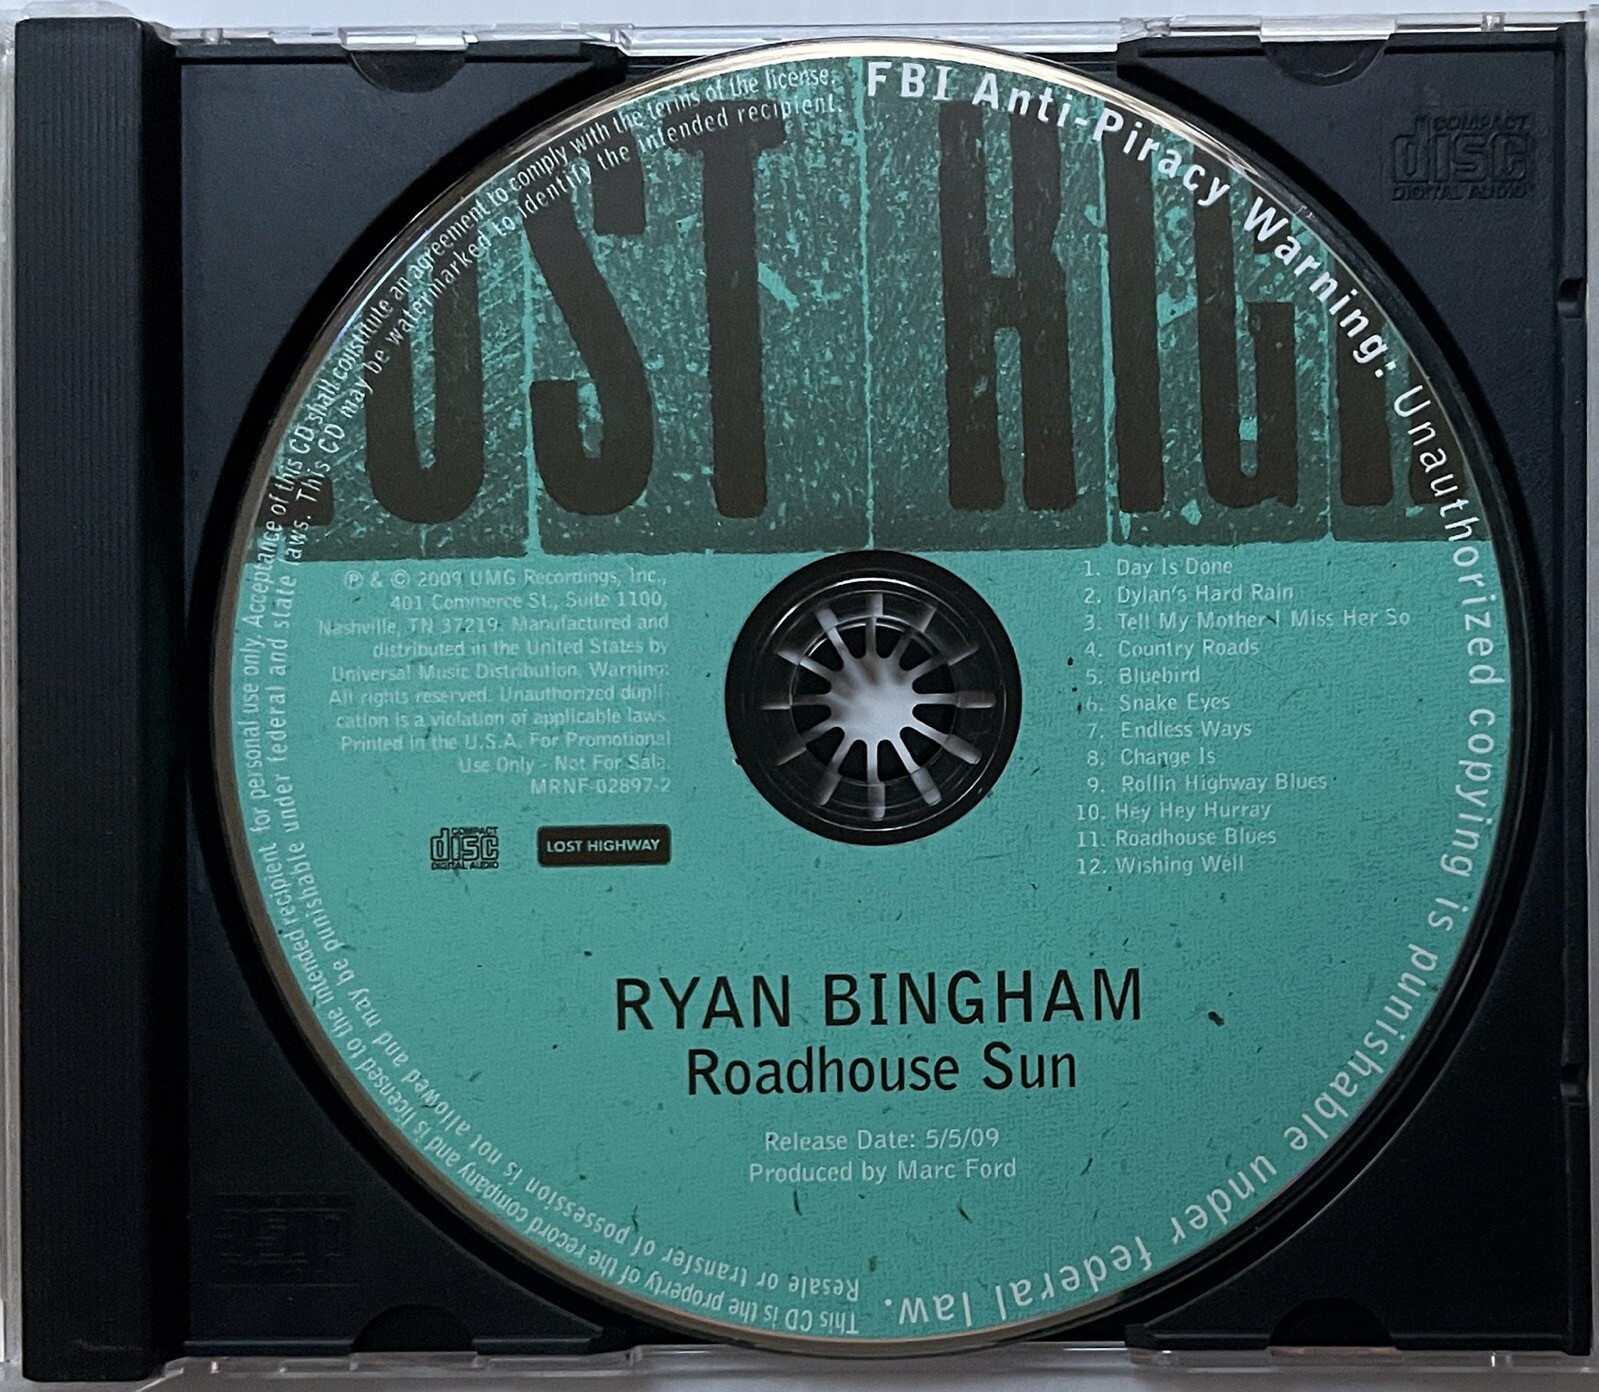 LOST HIGH
FBI Anti-Piracy Warning: Unauthorized copying is punishable under federal law.
This CD is the property of the record company and is licensed to the intended recipient for personal use only. Acceptance of this CD shall constitute an agreement to comply with the terms of the license.
Resale or transfer of possession is not allowed and may be punishable under federal and state laws. This CD may be watermarked to identify the intended recipient.
COMPACT
disc
DIGITAL AUDIO
℗ & © 2009 UMG Recordings, Inc.,
401 Commerce St., Suite 1100,
Nashville, TN 37219. Manufactured and
distributed in the United States by
Universal Music Distribution. Warning:
All rights reserved. Unauthorized dupli-
cation is a violation of applicable laws.
Printed in the U.S.A. For Promotional
Use Only - Not For Sale.
MRNF-02897-2
COMPACT
disc
DIGITAL AUDIO
LOST HIGHWAY
1. Day Is Done
2. Dylan's Hard Rain
3. Tell My Mother I Miss Her So
4. Country Roads
5. Bluebird
6. Snake Eyes
7. Endless Ways
8. Change Is
9. Rollin Highway Blues
10. Hey Hey Hurray
11. Roadhouse Blues
12. Wishing Well
RYAN BINGHAM
Roadhouse Sun
Release Date: 5/5/09
Produced by Marc Ford